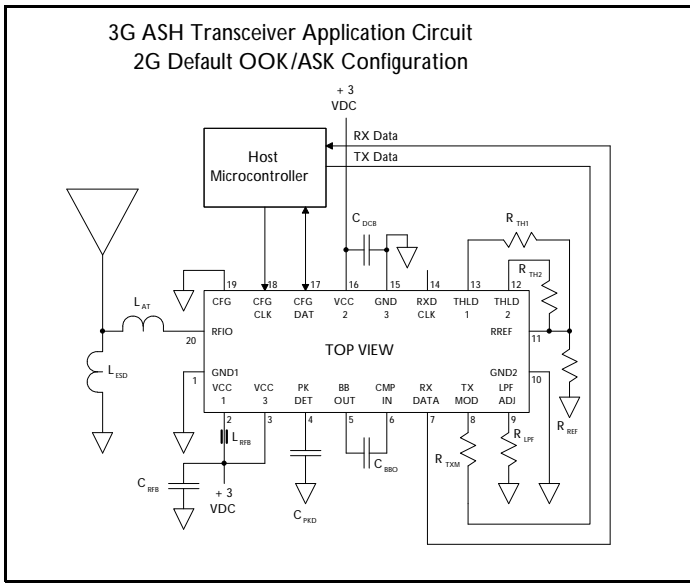 3G ASH Transceiver Application Circuit
2G Default OOK/ASK Configuration
+ 3
VDC
RX Data
TX Data
Host
Microcontroller
C DCB
R TH1
R TH2
19 18 17 16 15 14 13 12
CFG
CFG CLK
CFG DAT
VCC 2
GND 3
RXD CLK
THLD 1
THLD 2
L AT
20
RFIO
RREF
11
TOP VIEW
L ESD
1
GND1
GND2
10
R REF
VCC 1
VCC 3
PK DET
BB OUT
CMP IN
RX DATA
TX MOD
LPF ADJ
2 3 4 5 6 7 8 9
L RFB
R LPF
C BBO
R TXM
C RFB
+ 3
VDC
C PKD